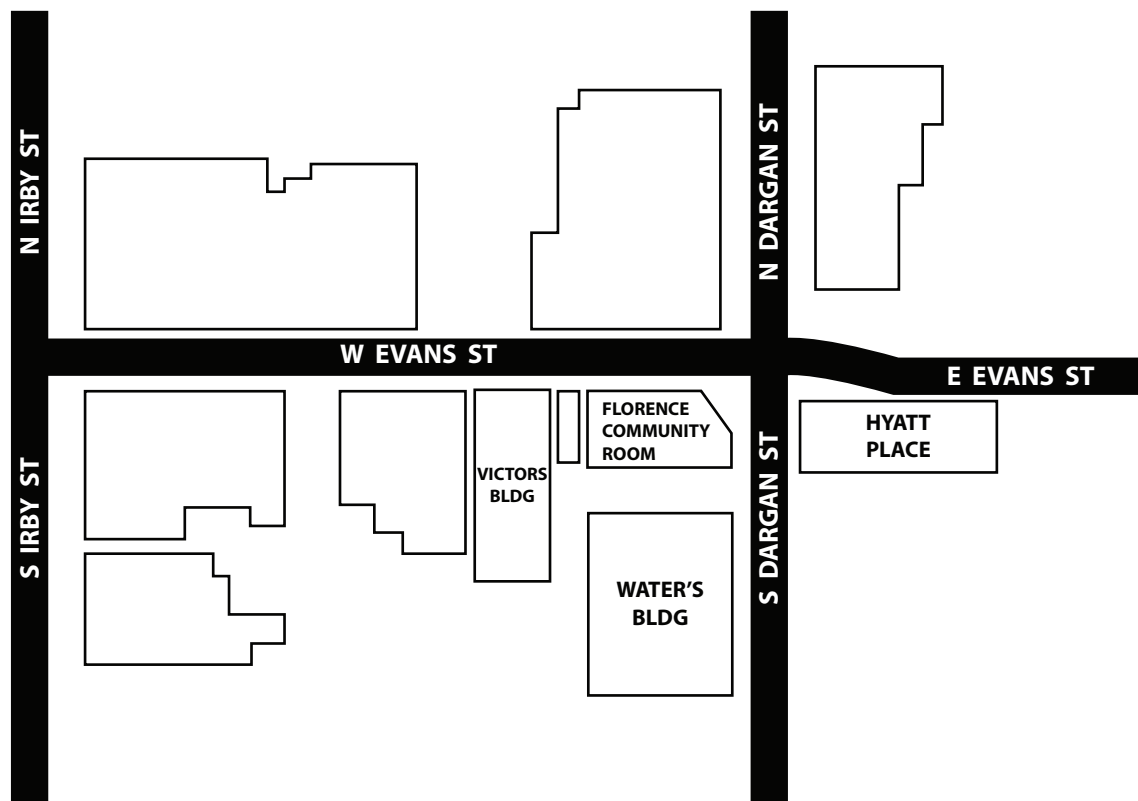 N IRBY ST
N DARGAN ST
W EVANS ST
E EVANS ST
S IRBY ST
VICTORS
BLDG
FLORENCE
COMMUNITY
ROOM
S DARGAN ST
HYATT
PLACE
WATER'S
BLDG